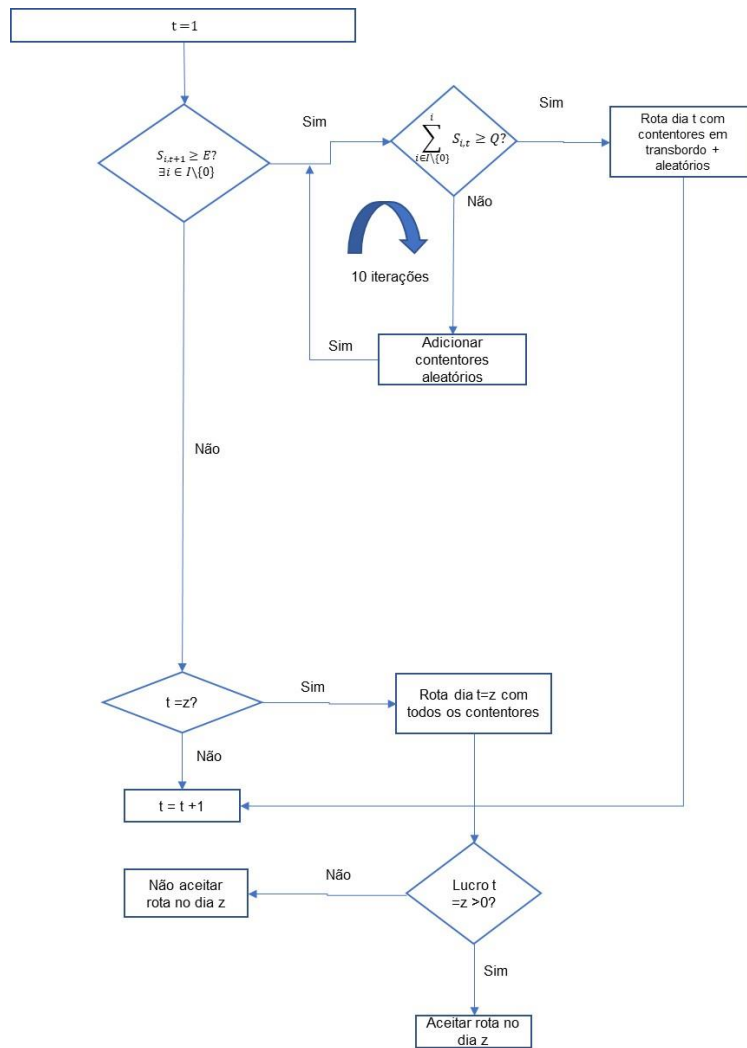 t =1
Sim
Sim
S_{i,t+1} ≥ E?
∃i ∈ I\{0}
∑_{i∈I\{0}}^{i} S_{i,t} ≥ Q?
Rota dia t com
contentores em
transbordo +
aleatórios
Não
10 iterações
Sim
Adicionar
contentores
aleatórios
Não
t =z?
Sim
Rota dia t=z com
todos os contentores
Não
t = t +1
Não aceitar
rota no dia z
Não
Lucro t
=z >0?
Sim
Aceitar rota no
dia z